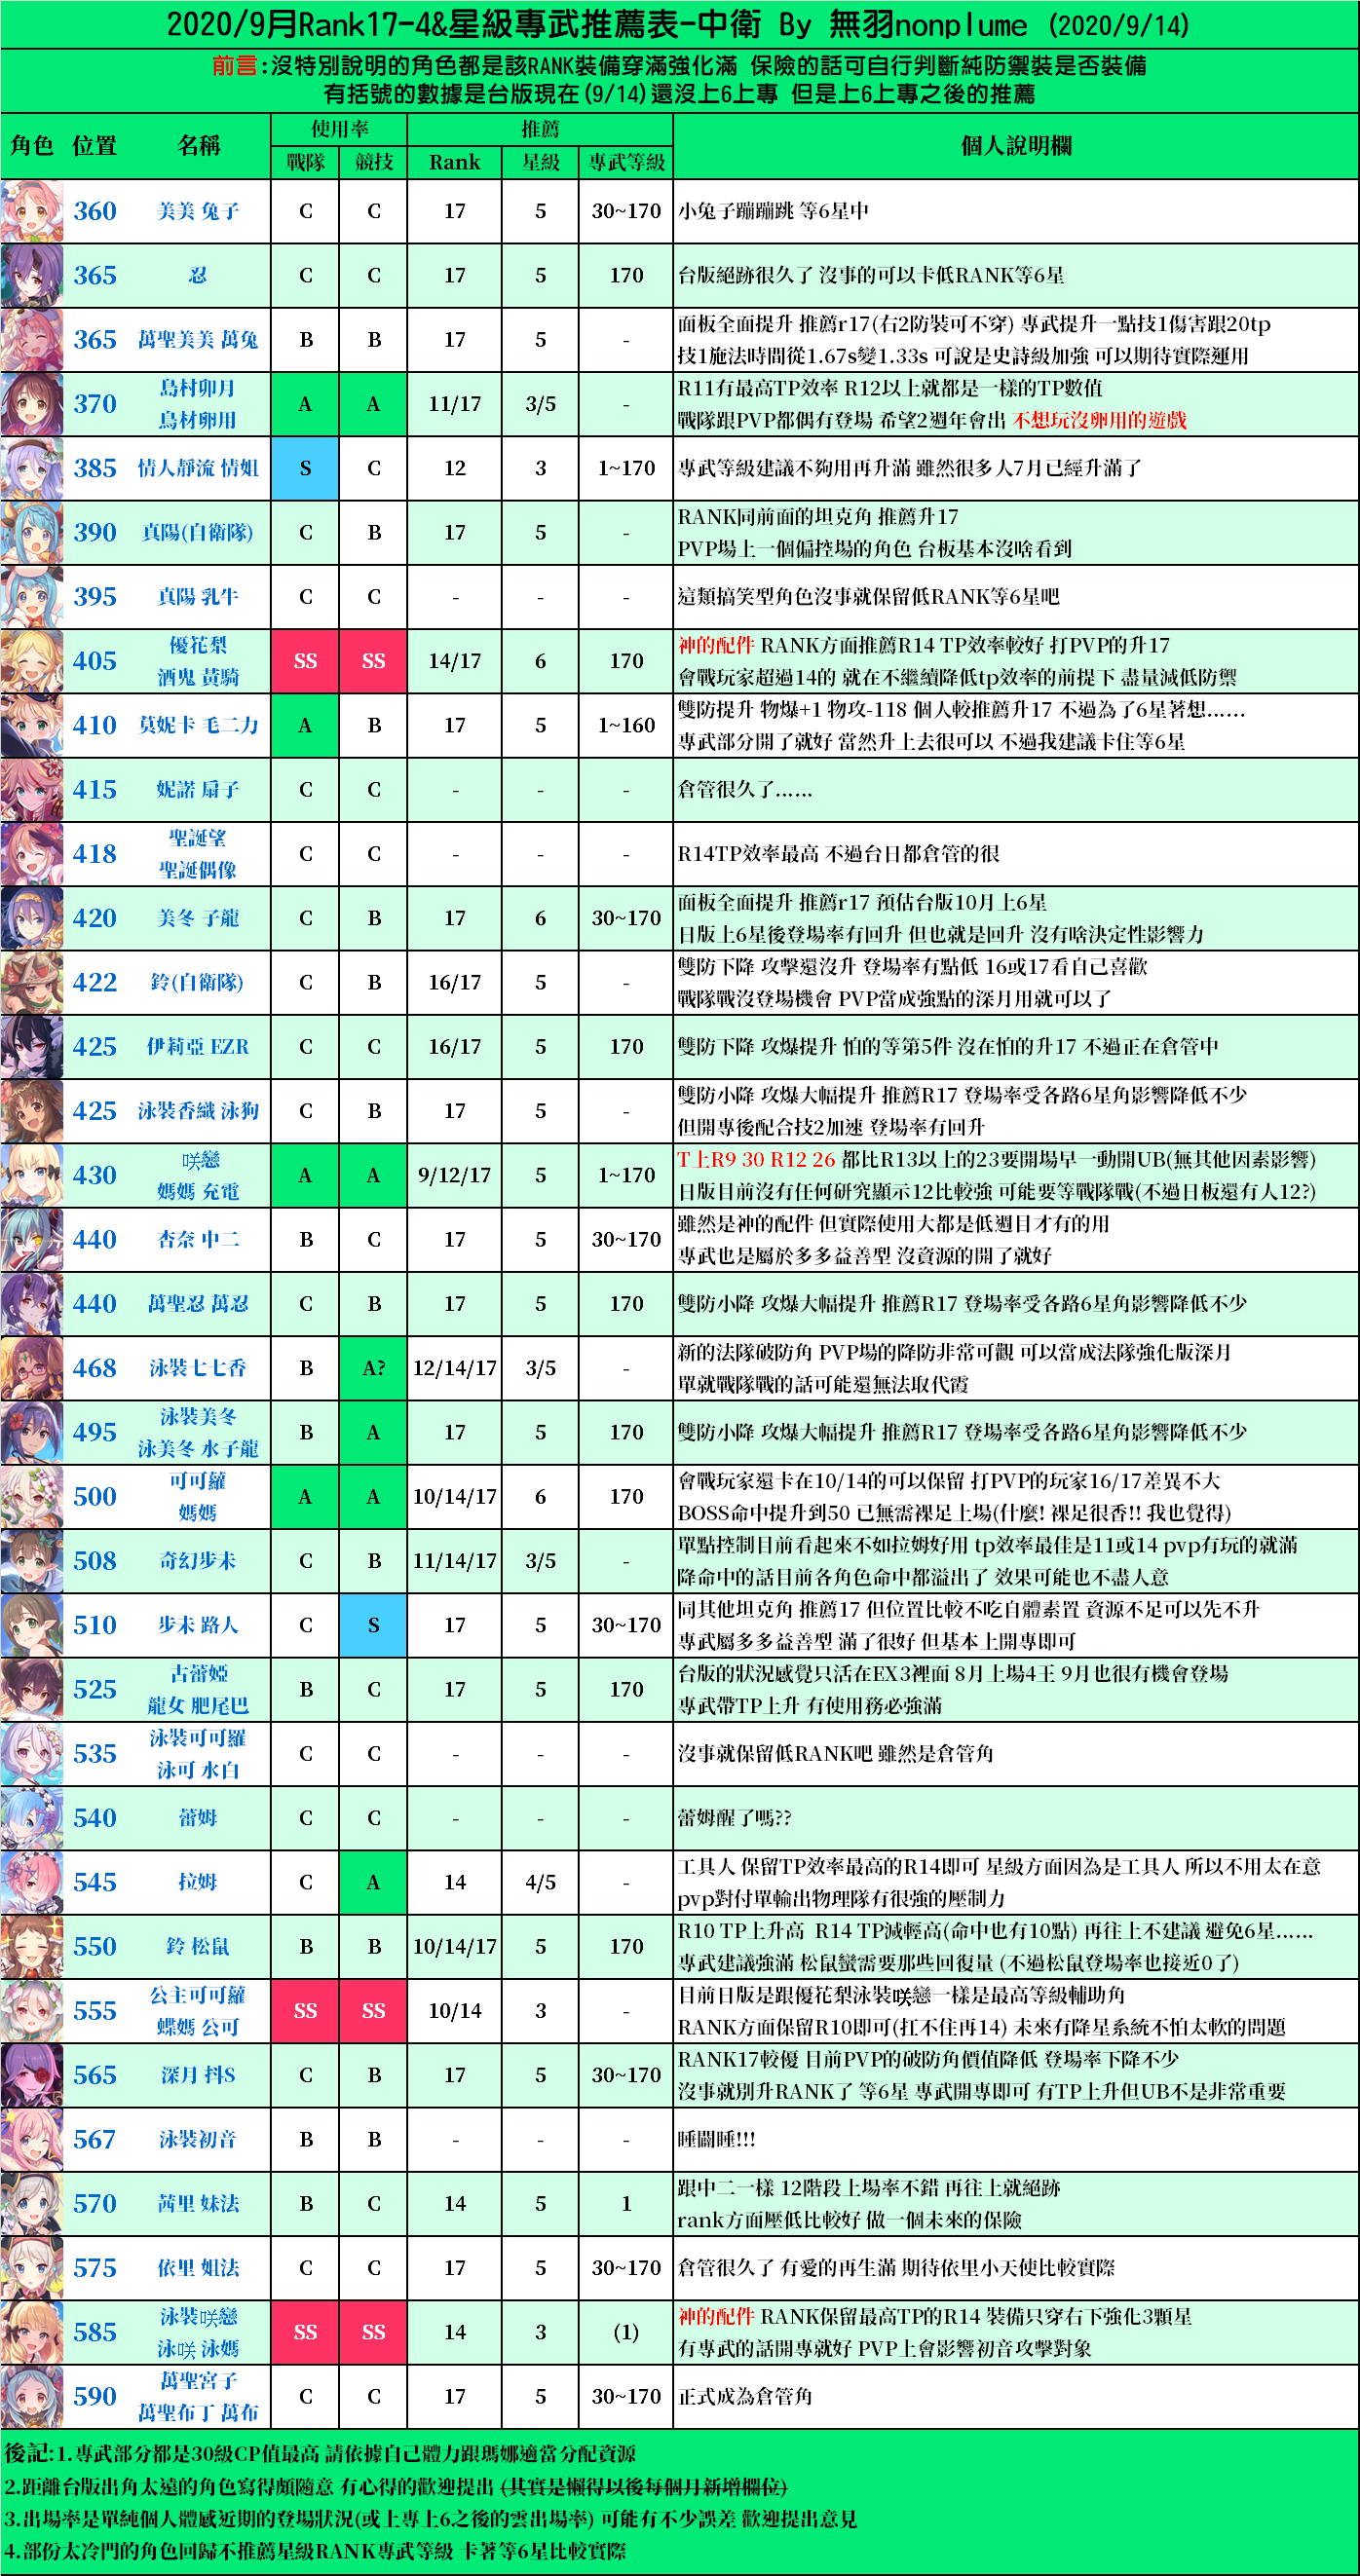 2020/9月Rank17-4&星級專武推薦表-中衛 By 無羽nonplume (2020/9/14)
前言:沒特別說明的角色都是該RANK裝備穿滿強化滿 保險的話可自行判斷純防禦裝是否裝備
有括號的數據是台版現在(9/14)還沒上6上專 但是上6上專之後的推薦
角色 位置 名稱 使用率 推薦 個人說明欄
戰隊 競技 Rank 星級 專武等級
360 美美 兔子 C C 17 5 30~170 小兔子蹦蹦跳 等6星中
365 忍 C C 17 5 170 台版絕跡很久了 沒事的可以卡低RANK等6星
365 萬聖美美 萬兔 B B 17 5 - 面板全面提升 推薦r17(右2防裝可不穿) 專武提升一點技1傷害跟20tp
技1施法時間從1.67s變1.33s 可說是史詩級加強 可以期待實際運用
370 島村卯月 A A 11/17 3/5 - R11有最高TP效率 R12以上就都是一樣的TP數值
鳥材卵用 戰隊跟PVP都偶有登場 希望2週年會出 不想玩沒卵用的遊戲
385 情人靜流 情姐 S C 12 3 1~170 專武等級建議不夠用再升滿 雖然很多人7月已經升滿了
390 真陽(自衛隊) C B 17 5 - RANK同前面的坦克角 推薦升17
PVP場上一個偏控場的角色 台板基本沒啥看到
395 真陽 乳牛 C C - - - 這類搞笑型角色沒事就保留低RANK等6星吧
405 優花梨 SS SS 14/17 6 170 神的配件 RANK方面推薦R14 TP效率較好 打PVP的升17
酒鬼 黃騎 會戰玩家超過14的 就在不繼續降低tp效率的前提下 盡量減低防禦
410 莫妮卡 毛二力 A B 17 5 1~160 雙防提升 物爆+1 物攻-118 個人較推薦升17 不過為了6星著想……
專武部分開了就好 當然升上去很可以 不過我建議卡住等6星
415 妮諾 扇子 C C - - - 倉管很久了……
418 聖誕望 C C - - - R14TP效率最高 不過台日都倉管的很
聖誕偶像
420 美冬 子龍 C B 17 6 30~170 面板全面提升 推薦r17 預估台版10月上6星
日版上6星後登場率有回升 但也就是回升 沒有啥決定性影響力
422 鈴(自衛隊) C B 16/17 5 - 雙防下降 攻擊還沒升 登場率有點低 16或17看自己喜歡
戰隊戰沒登場機會 PVP當成強點的深月用就可以了
425 伊莉亞 EZR C C 16/17 5 170 雙防下降 攻爆提升 怕的等第5件 沒在怕的升17 不過正在倉管中
425 泳裝香織 泳狗 C B 17 5 - 雙防小降 攻爆大幅提升 推薦R17 登場率受各路6星角影響降低不少
但開專後配合技2加速 登場率有回升
430 咲戀 A A 9/12/17 5 1~170 T上R9 30 R12 26 都比R13以上的23要開場早一動開UB(無其他因素影響)
媽媽 充電 日版目前沒有任何研究顯示12比較強 可能要等戰隊戰(不過日板還有人12?)
440 杏奈 中二 B C 17 5 30~170 雖然是神的配件 但實際使用大都是低週目才有的用
專武也是屬於多多益善型 沒資源的開了就好
440 萬聖忍 萬忍 C B 17 5 170 雙防小降 攻爆大幅提升 推薦R17 登場率受各路6星角影響降低不少
468 泳裝七七香 B A? 12/14/17 3/5 - 新的法隊破防角 PVP場的降防非常可觀 可以當成法隊強化版深月
單就戰隊戰的話可能還無法取代霞
495 泳裝美冬 B A 17 5 170 雙防小降 攻爆大幅提升 推薦R17 登場率受各路6星角影響降低不少
泳美冬 水子龍
500 可可蘿 A A 10/14/17 6 170 會戰玩家還卡在10/14的可以保留 打PVP的玩家16/17差異不大
媽媽 BOSS命中提升到50 已無需裸足上場(什麼! 裸足很香!! 我也覺得)
508 奇幻步未 C B 11/14/17 3/5 - 單點控制目前看起來不如拉姆好用 tp效率最佳是11或14 pvp有玩的就滿
降命中的話目前各角色命中都溢出了 效果可能也不盡人意
510 步未 路人 C S 17 5 30~170 同其他坦克角 推薦17 但位置比較不吃自體素置 資源不足可以先不升
專武屬多多益善型 滿了很好 但基本上開專即可
525 古蕾婭 B C 17 5 170 台版的狀況感覺只活在EX3裡面 8月上場4王 9月也很有機會登場
龍女 肥尾巴 專武帶TP上升 有使用務必強滿
535 泳裝可可蘿 C C - - - 沒事就保留低RANK吧 雖然是倉管角
泳可 水白
540 蕾姆 C C - - - 蕾姆醒了嗎??
545 拉姆 C A 14 4/5 - 工具人 保留TP效率最高的R14即可 星級方面因為是工具人 所以不用太在意
pvp對付單輸出物理隊有很強的壓制力
550 鈴 松鼠 B B 10/14/17 5 170 R10 TP上升高 R14 TP減輕高(命中也有10點) 再往上不建議 避免6星……
專武建議強滿 松鼠蠻需要那些回復量 (不過松鼠登場率也接近0了)
555 公主可可蘿 SS SS 10/14 3 - 目前日版是跟優花梨泳裝咲戀一樣是最高等級輔助角
蝶媽 公可 RANK方面保留R10即可(扛不住再14) 未來有降星系統不怕太軟的問題
565 深月 抖S C B 17 5 30~170 RANK17較優 目前PVP的破防角價值降低 登場率下降不少
沒事就別升RANK了 等6星 專武開專即可 有TP上升但UB不是非常重要
567 泳裝初音 B B - - - 睡闘睡!!!
570 茜里 妹法 B C 14 5 1 跟中二一樣 12階段上場率不錯 再往上就絕跡
rank方面壓低比較好 做一個未來的保險
575 依里 姐法 C C 17 5 30~170 倉管很久了 有愛的再生滿 期待依里小天使比較實際
585 泳裝咲戀 SS SS 14 3 (1) 神的配件 RANK保留最高TP的R14 裝備只穿右下強化3顆星
泳咲 泳媽 有專武的話開專就好 PVP上會影響初音攻擊對象
590 萬聖宮子 C C 17 5 30~170 正式成為倉管角
萬聖布丁 萬布
後記:1.專武部分都是30級CP值最高 請依據自己體力跟瑪娜適當分配資源
2.距離台版出角太遠的角色寫得頗隨意 有心得的歡迎提出 (其實是懶得以後每個月新增欄位)
3.出場率是單純個人體感近期的登場狀況(或上專上6之後的雲出場率) 可能有不少誤差 歡迎提出意見
4.部份太冷門的角色回歸不推薦星級RANK專武等級 卡著等6星比較實際